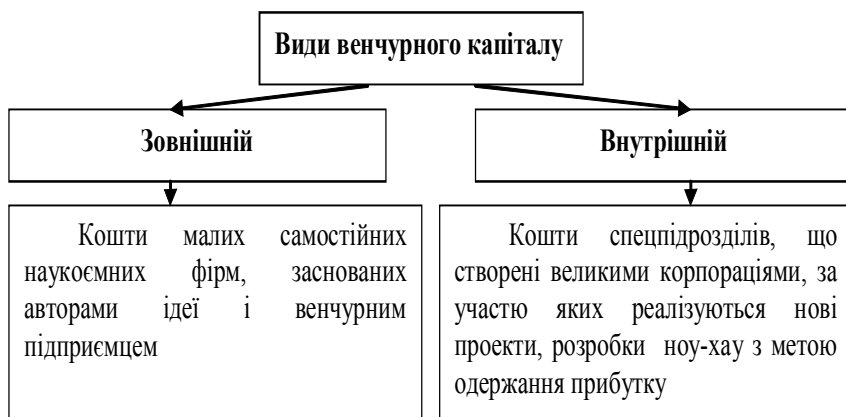 Види венчурного капіталу
Зовнішній
Внутрішній
Кошти малих самостійних
наукоємних фірм, заснованих
авторами ідеї і венчурним
підприємцем
Кошти спецпідрозділів, що
створені великими корпораціями, за
участю яких реалізуються нові
проекти, розробки ноу-хау з метою
одержання прибутку